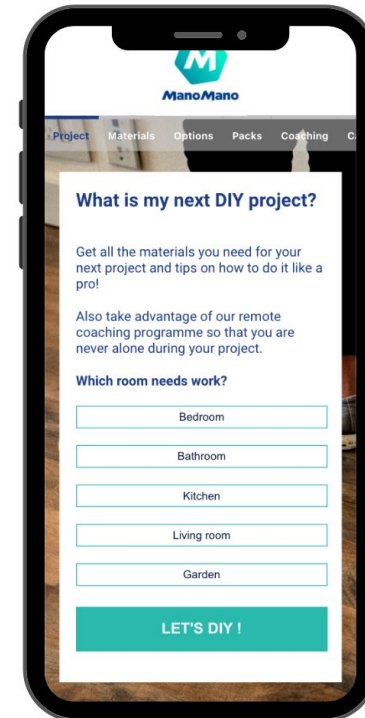 M
ManoMano
Project Materials Options Packs Coaching
What is my next DIY project?
Get all the materials you need for your
next project and tips on how to do it like a
pro!
Also take advantage of our remote
coaching programme so that you are
never alone during your project.
Which room needs work?
Bedroom
Bathroom
Kitchen
Living room
Garden
LET'S DIY !